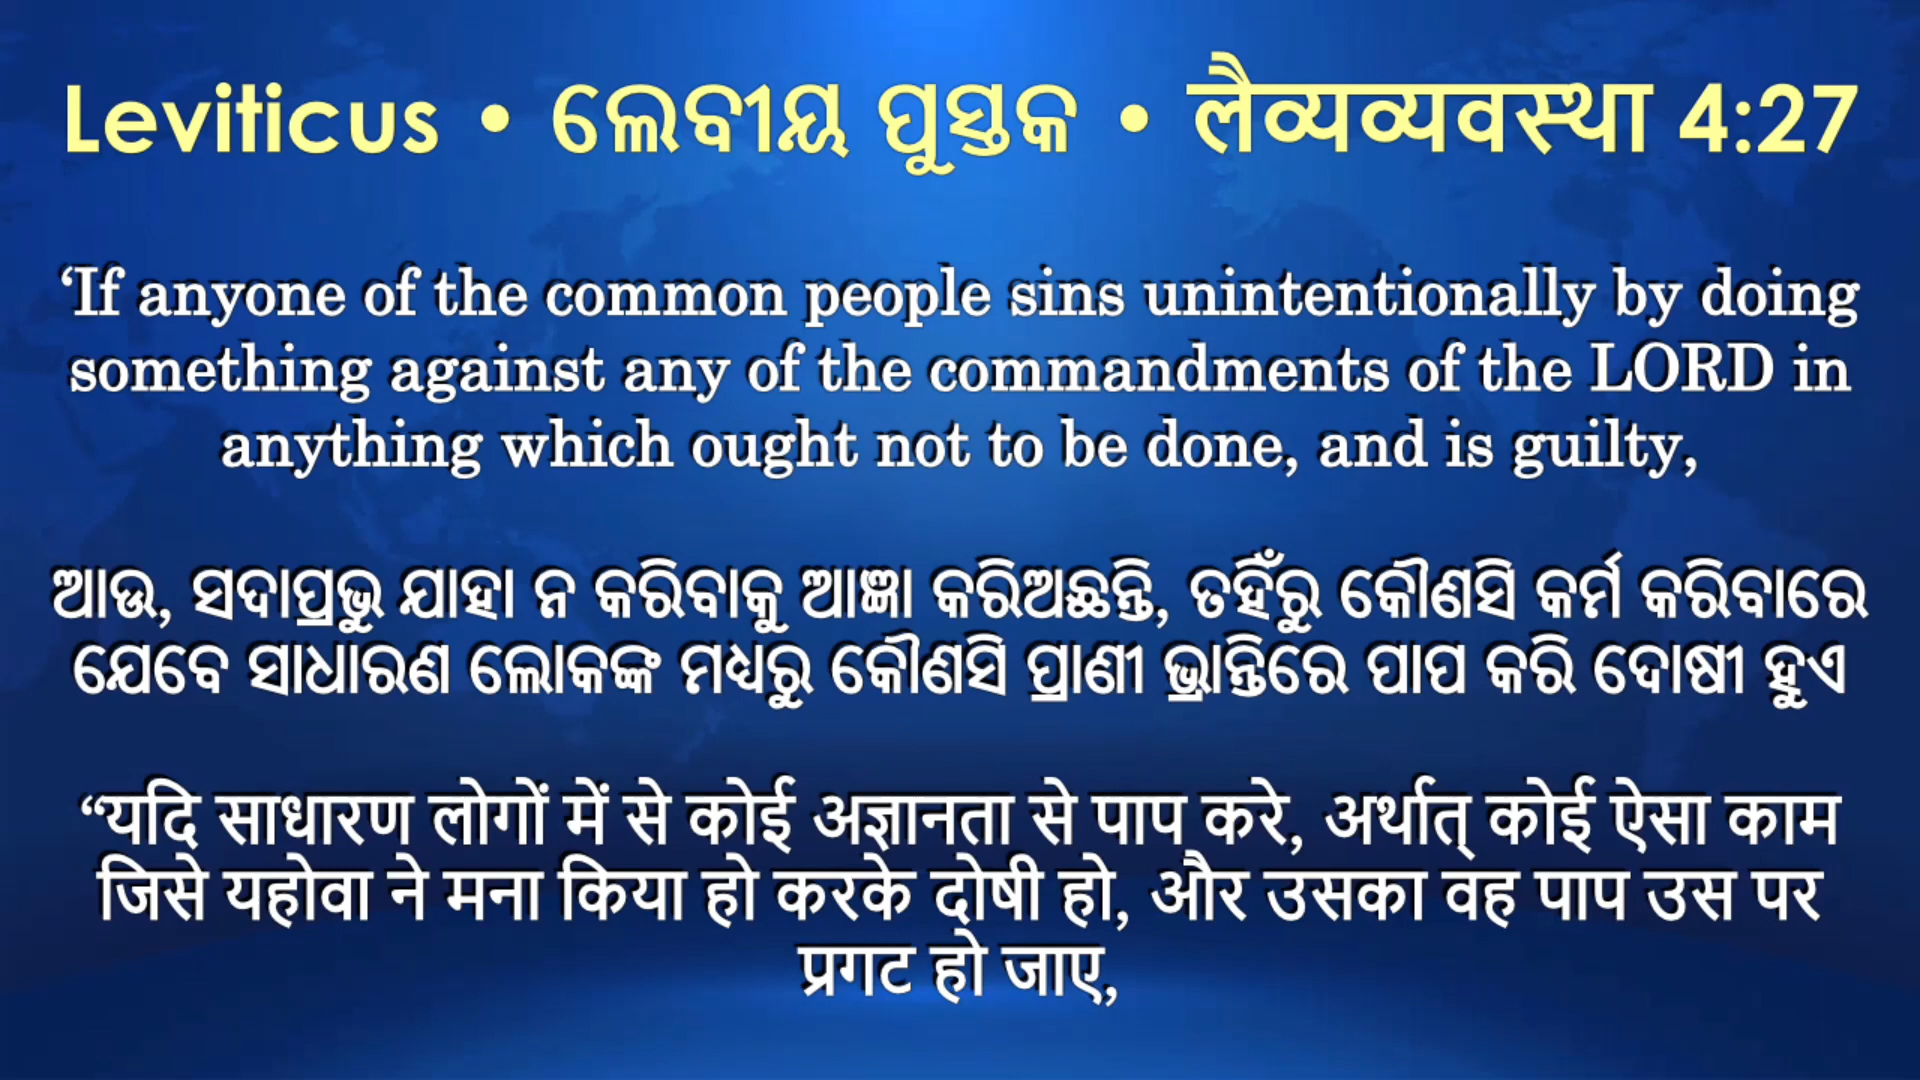 Leviticus • ଲେବୀୟ ପୁସ୍ତକ • लैव्यव्यवस्था 4:27
‘If anyone of the common people sins unintentionally by doing
something against any of the commandments of the LORD in
anything which ought not to be done, and is guilty,
ଆଉ, ସଦାପ୍ରଭୁ ଯାହା ନ କରିବାକୁ ଆଜ୍ଞା କରିଅଛନ୍ତି, ତହିଁରୁ କୌଣସି କର୍ମ କରିବାରେ
ଯେବେ ସାଧାରଣ ଲୋକଙ୍କ ମଧ୍ୟରୁ କୌଣସି ପ୍ରାଣୀ ଭ୍ରାନ୍ତିରେ ପାପ କରି ଦୋଷୀ ହୁଏ
“यदि साधारण लोगों में से कोई अज्ञानता से पाप करे, अर्थात् कोई ऐसा काम
जिसे यहोवा ने मना किया हो करके दोषी हो, और उसका वह पाप उस पर
प्रगट हो जाए,